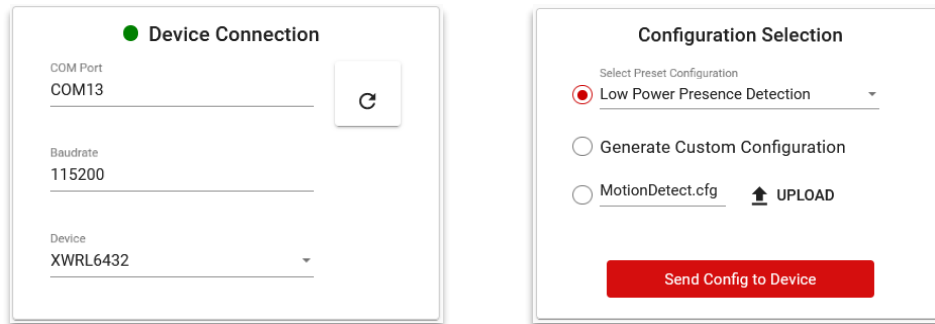 Device Connection
COM Port
COM13
Baudrate
115200
Device
XWRL6432
Configuration Selection
Select Preset Configuration
Low Power Presence Detection
Generate Custom Configuration
MotionDetect.cfg
UPLOAD
Send Config to Device